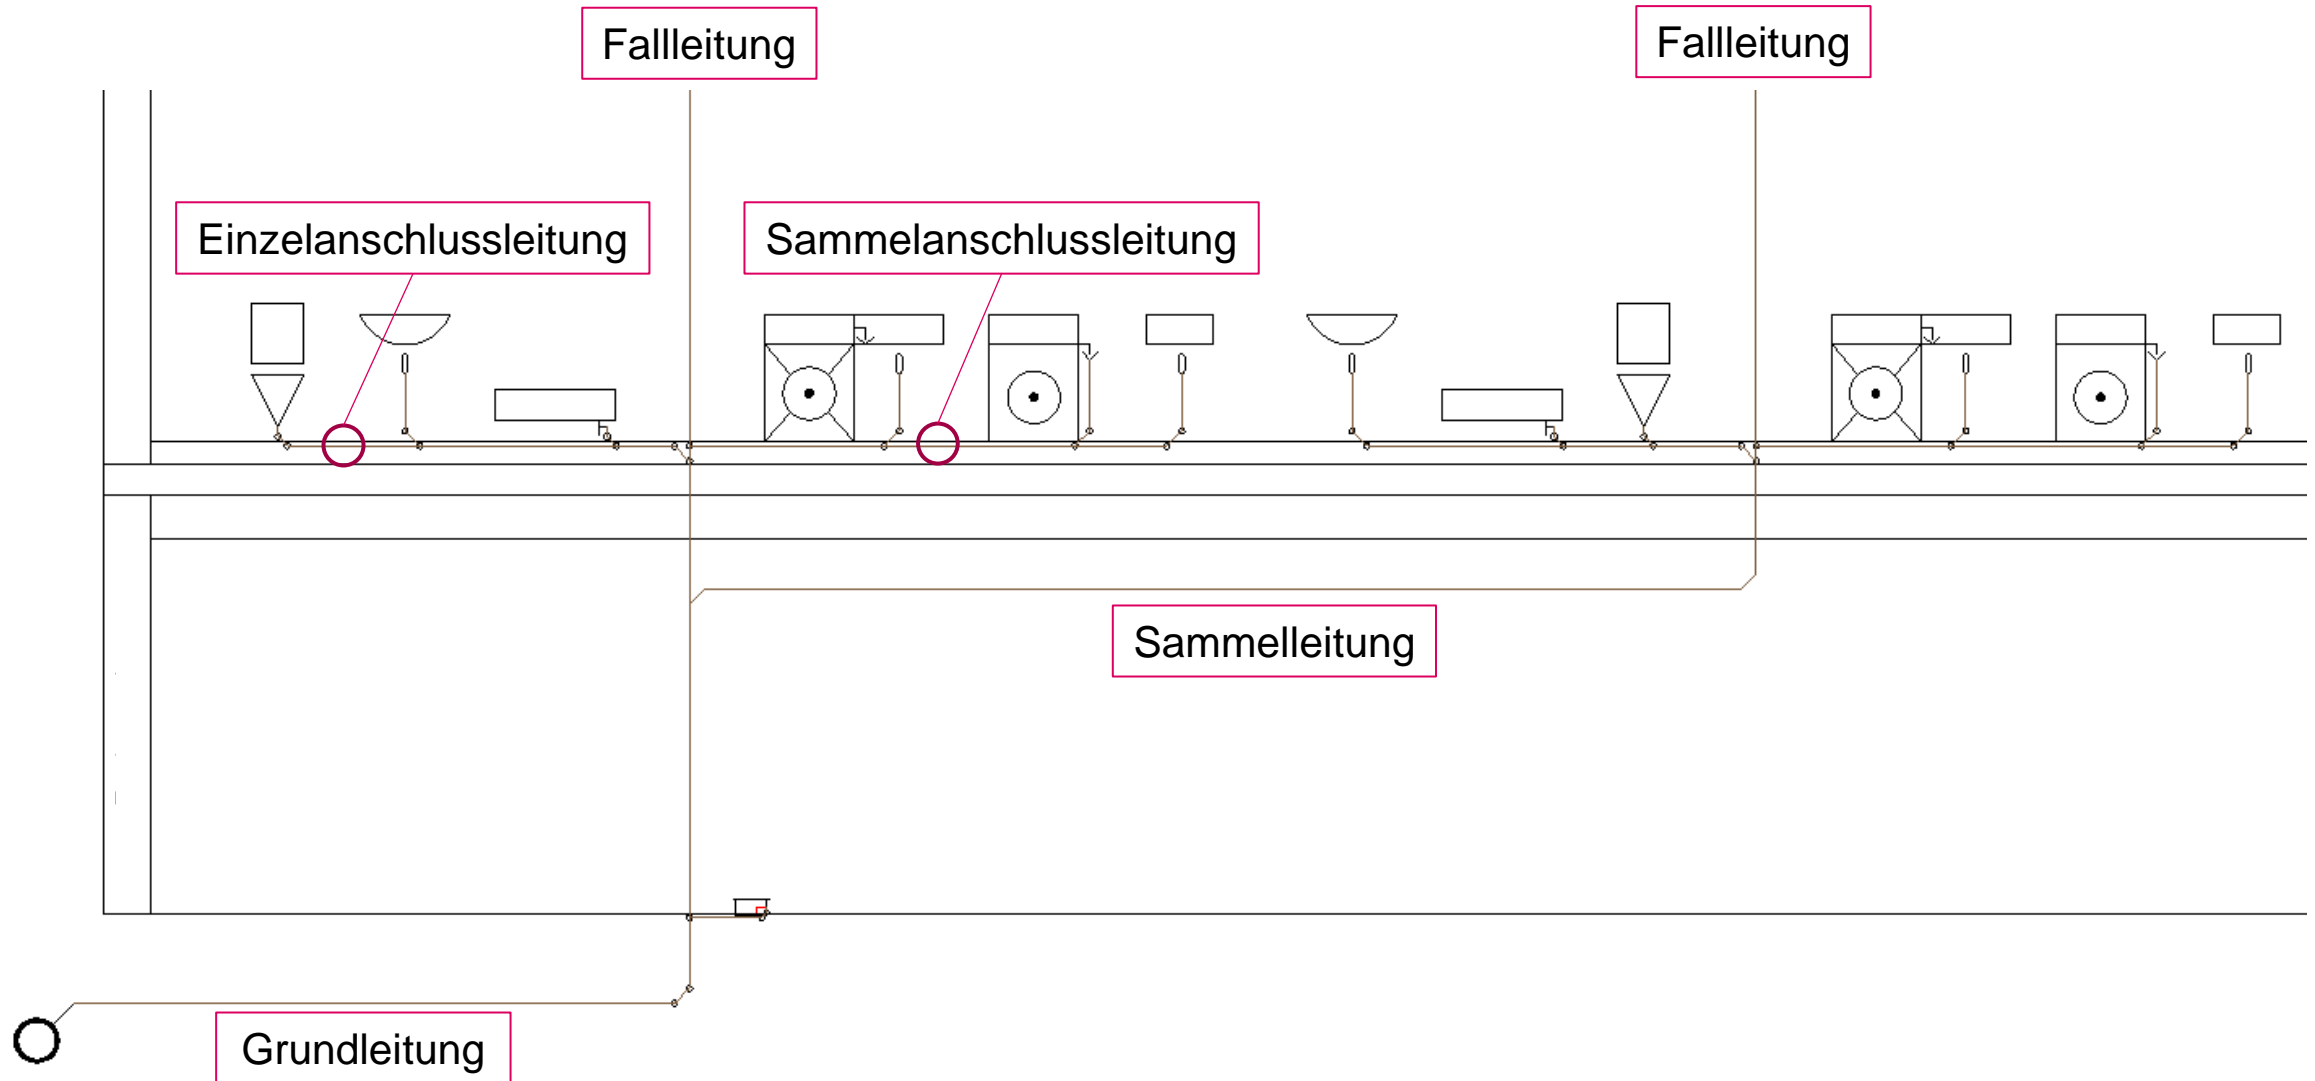 Fallleitung
Fallleitung
Einzelanschlussleitung
Sammelanschlussleitung
Sammelleitung
Grundleitung